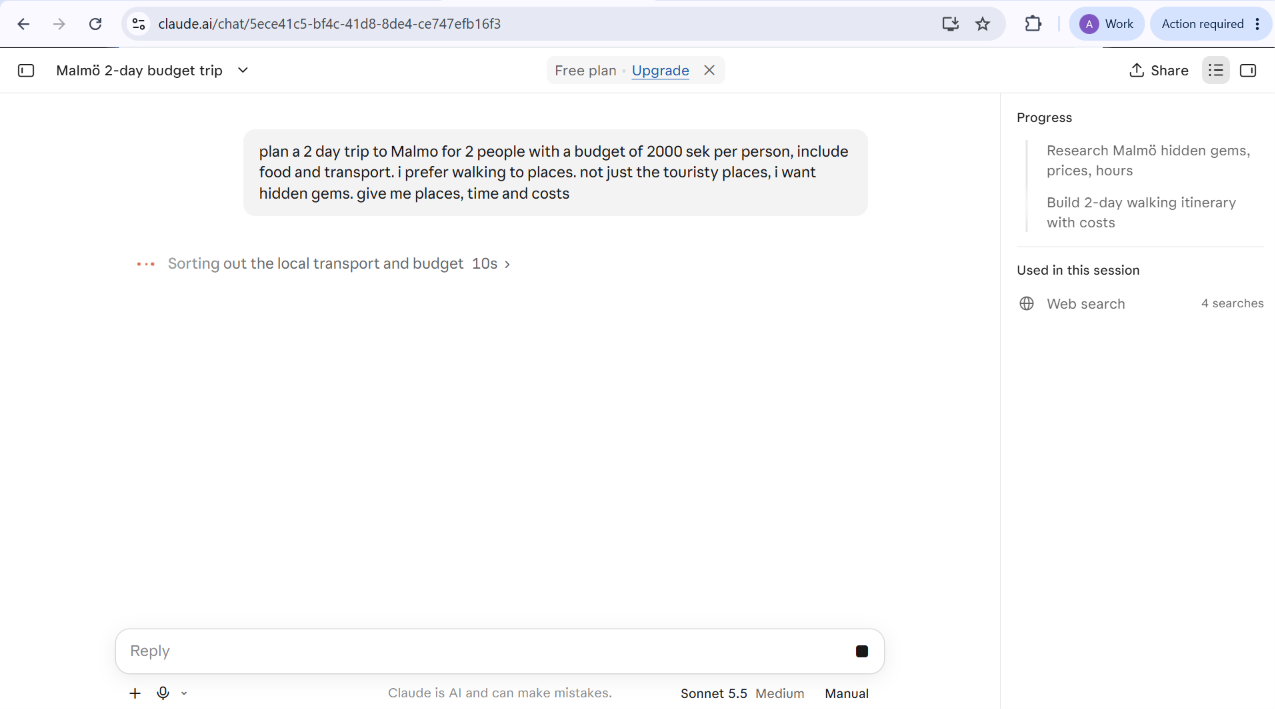 claude.ai/chat/5ece41c5-bf4c-41d8-8de4-ce747efb16f3
A Work
Action required
Malmö 2-day budget trip
Free plan · Upgrade
Share
plan a 2 day trip to Malmo for 2 people with a budget of 2000 sek per person, include
food and transport. i prefer walking to places. not just the touristy places, i want
hidden gems. give me places, time and costs
Sorting out the local transport and budget 10s
Progress
Research Malmö hidden gems,
prices, hours
Build 2-day walking itinerary
with costs
Used in this session
Web search 4 searches
Reply
Claude is AI and can make mistakes.
Sonnet 5.5 Medium
Manual